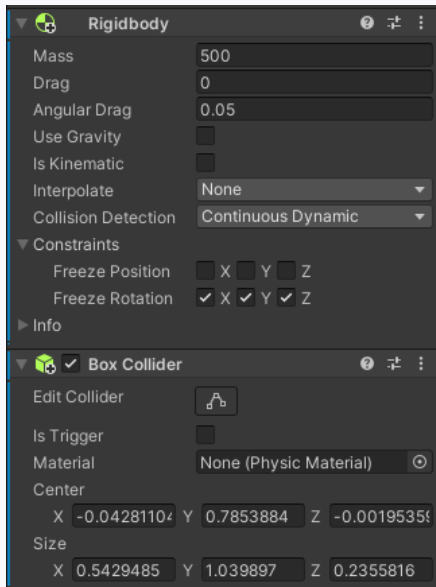 Rigidbody
Mass 500
Drag 0
Angular Drag 0.05
Use Gravity
Is Kinematic
Interpolate None
Collision Detection Continuous Dynamic
Constraints
Freeze Position X Y Z
Freeze Rotation X Y Z
Info
Box Collider
Edit Collider
Is Trigger
Material None (Physic Material)
Center
X -0.04281104 Y 0.7853884 Z -0.00195359
Size
X 0.5429485 Y 1.039897 Z 0.2355816